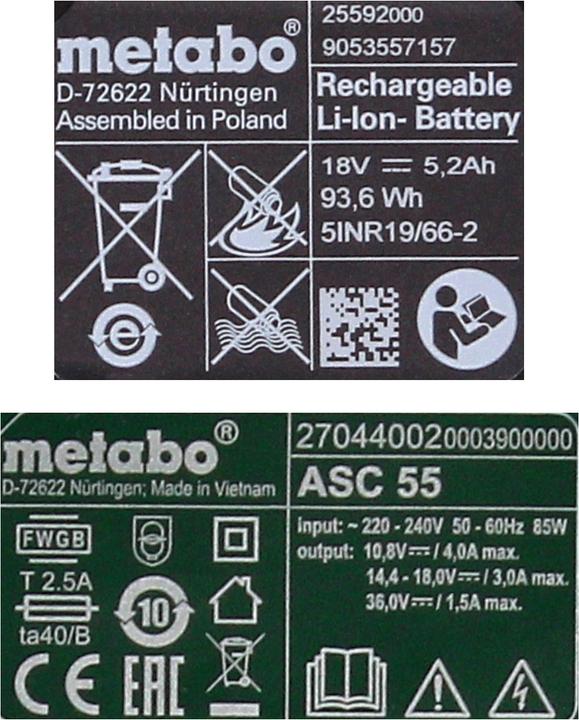 metabo®
D-72622 Nürtingen
Assembled in Poland
25592000
9053557157
Rechargeable
Li-Ion- Battery
18V ⎓ 5,2Ah
93,6 Wh
5INR19/66-2
metabo®
D-72622 Nürtingen; Made in Vietnam
270440020003900000
ASC 55
input: ~ 220 - 240V 50 - 60Hz 85W
output: 10,8V⎓/ 4,0A max.
14,4 - 18,0V⎓/ 3,0A max.
36,0V⎓/ 1,5A max.
FWGB
T 2.5A
ta40/B
10
CE EAC